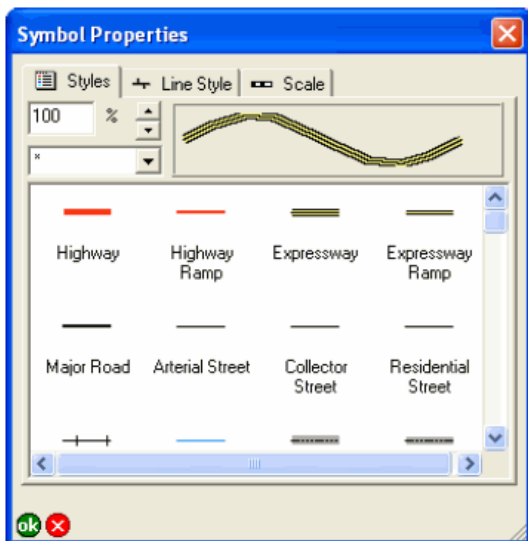 Symbol Properties
Styles
Line Style
Scale
100 %
*
Highway
Highway Ramp
Expressway
Expressway Ramp
Major Road
Arterial Street
Collector Street
Residential Street
ok